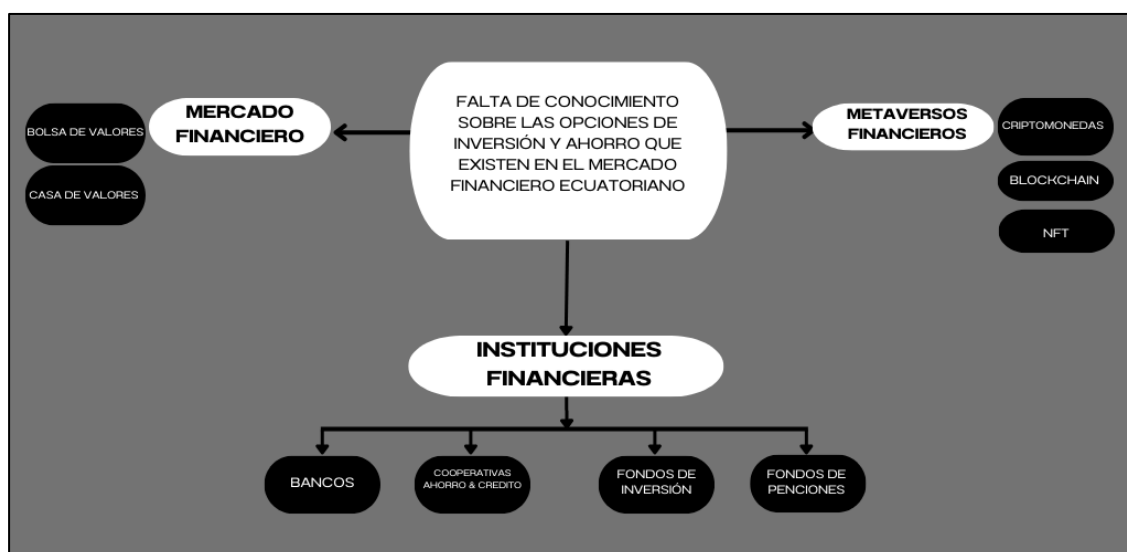 FALTA DE CONOCIMIENTO
SOBRE LAS OPCIONES DE
INVERSIÓN Y AHORRO QUE
EXISTEN EN EL MERCADO
FINANCIERO ECUATORIANO
MERCADO
FINANCIERO
BOLSA DE VALORES
CASA DE VALORES
METAVERSOS
FINANCIEROS
CRIPTOMONEDAS
BLOCKCHAIN
NFT
INSTITUCIONES
FINANCIERAS
BANCOS
COOPERATIVAS
AHORRO & CREDITO
FONDOS DE
INVERSIÓN
FONDOS DE
PENCIONES